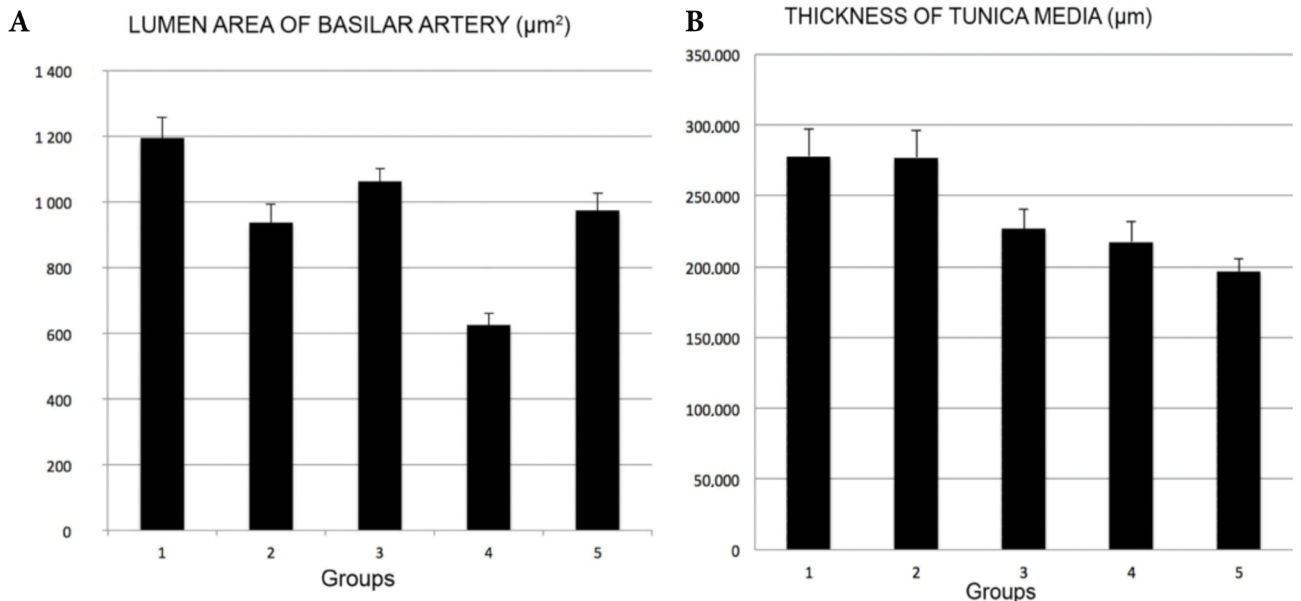 A
LUMEN AREA OF BASILAR ARTERY (µm²)
1 400
1 200
1 000
800
600
400
200
0
1 2 3 4 5
Groups
B
THICKNESS OF TUNICA MEDIA (µm)
350.000
300.000
250.000
200.000
150.000
100.000
50,000
0
1 2 3 4 5
Groups